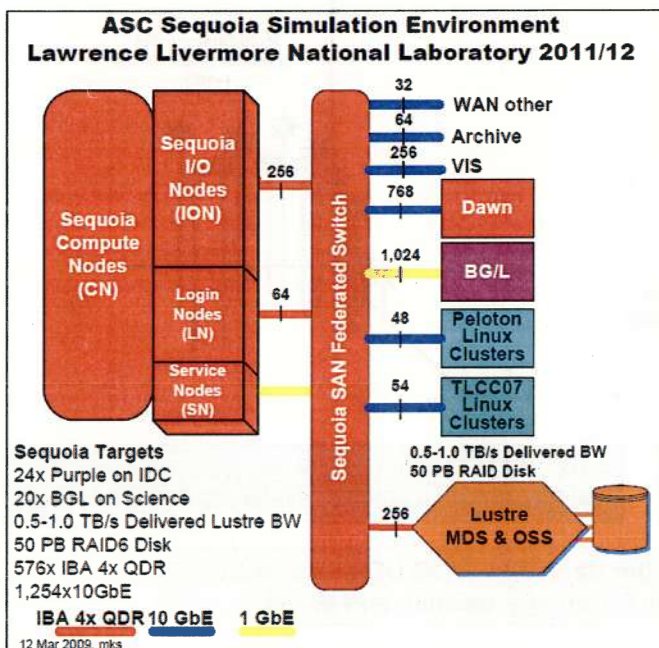 ASC Sequoia Simulation Environment
Lawrence Livermore National Laboratory 2011/12
Sequoia
I/O
Nodes
(ION)
Sequoia
Compute
Nodes
(CN)
Login
Nodes
(LN)
Service
Nodes
(SN)
256
64
Sequoia SAN Federated Switch
32
WAN other
64
Archive
256
VIS
768
Dawn
1,024
BG/L
48
Peloton
Linux
Clusters
54
TLCC07
Linux
Clusters
0.5-1.0 TB/s Delivered BW
50 PB RAID Disk
256
Lustre
MDS & OSS
Sequoia Targets
24x Purple on IDC
20x BGL on Science
0.5-1.0 TB/s Delivered Lustre BW
50 PB RAID6 Disk
576x IBA 4x QDR
1,254x10GbE
IBA 4x QDR 10 GbE 1 GbE
12 Mar 2009, mks